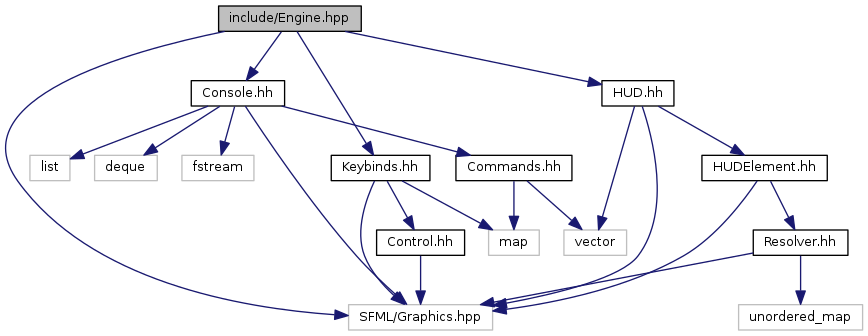 include/Engine.hpp
Console.hh
HUD.hh
list
deque
fstream
Keybinds.hh
Commands.hh
HUDElement.hh
Control.hh
map
vector
Resolver.hh
SFML/Graphics.hpp
unordered_map